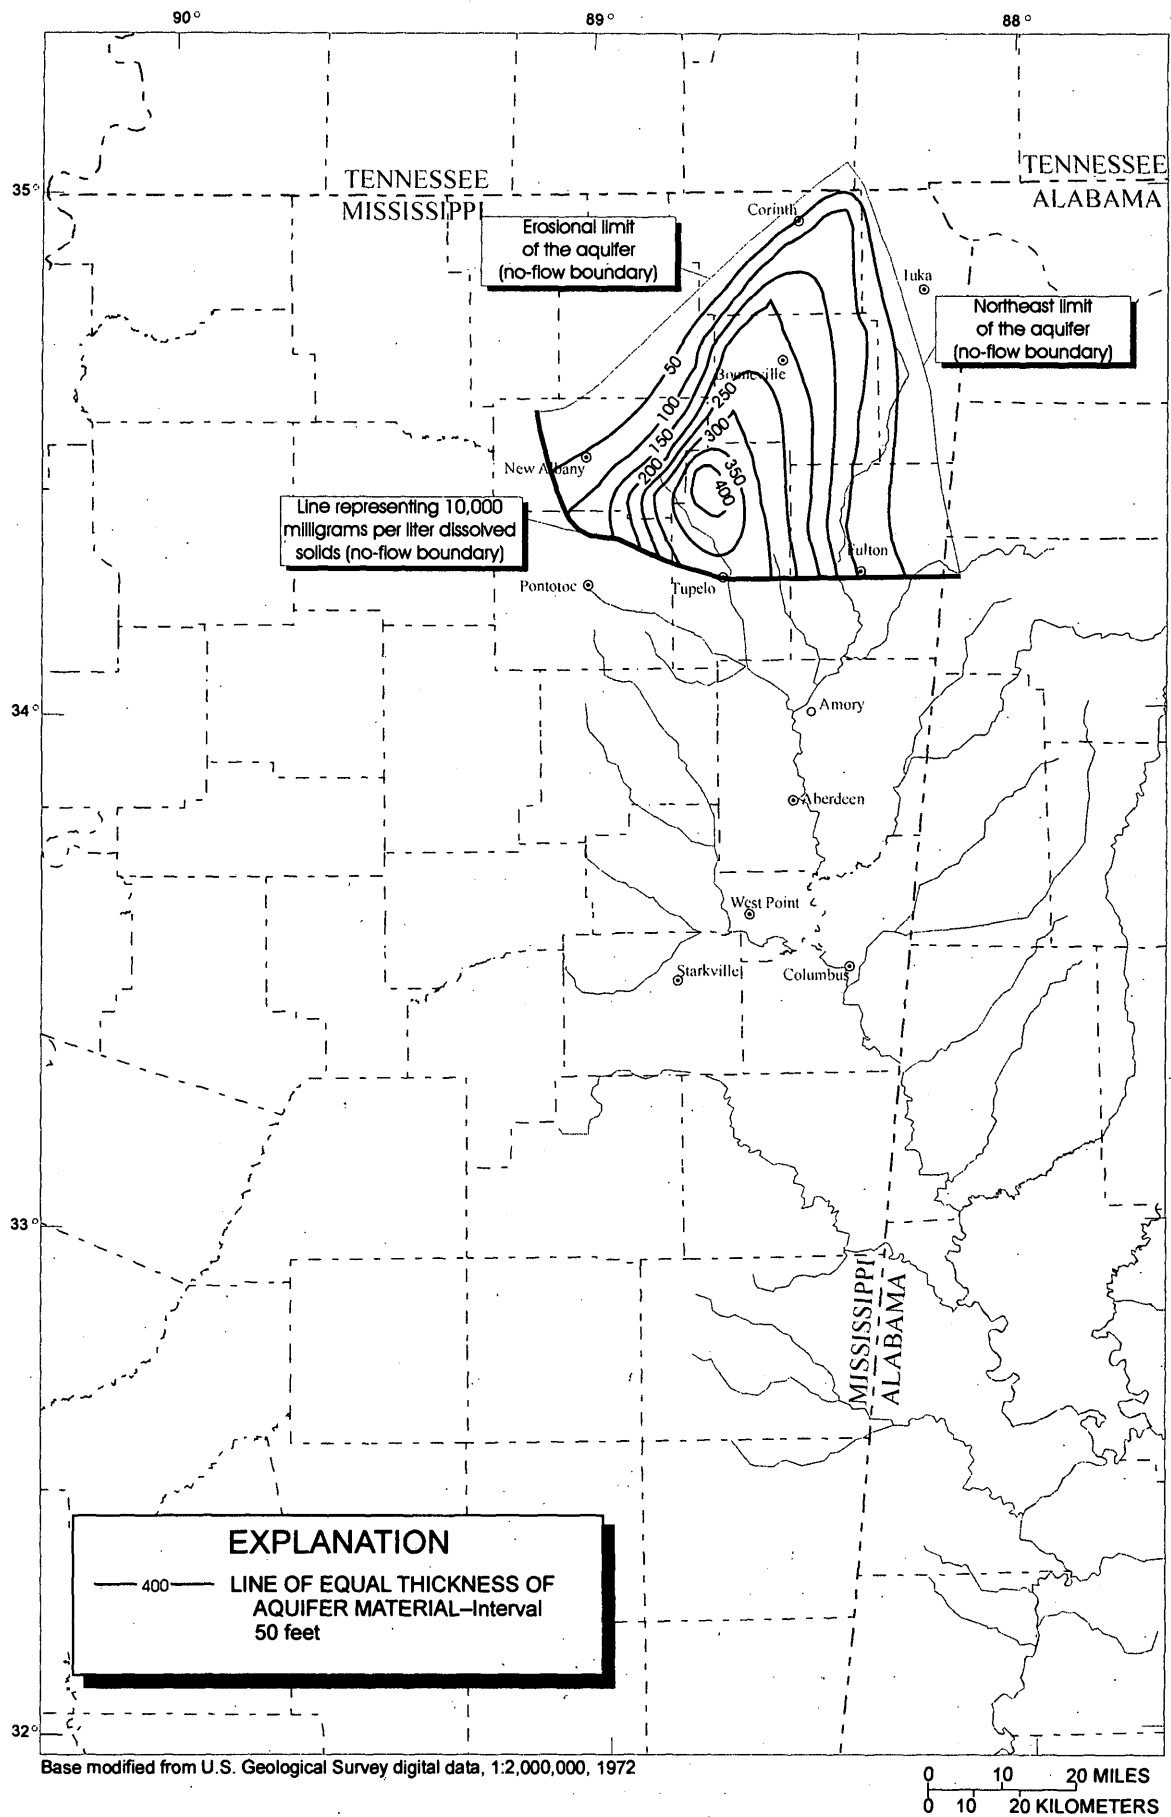 90°
89°
88°
35°
TENNESSEE
MISSISSIPPI
TENNESSEE
ALABAMA
Corinth
Erosional limit
of the aquifer
(no-flow boundary)
Iuka
Northeast limit
of the aquifer
(no-flow boundary)
50
Booneville
100
250
150
300
200
350
400
New Albany
Line representing 10,000
milligrams per liter dissolved
solids (no-flow boundary)
Fulton
Pontotoc
Tupelo
34°
Amory
Aberdeen
West Point
Starkville
Columbus
33°
MISSISSIPPI
ALABAMA
EXPLANATION
400 LINE OF EQUAL THICKNESS OF
AQUIFER MATERIAL–Interval
50 feet
32°
Base modified from U.S. Geological Survey digital data, 1:2,000,000, 1972
0 10 20 MILES
0 10 20 KILOMETERS